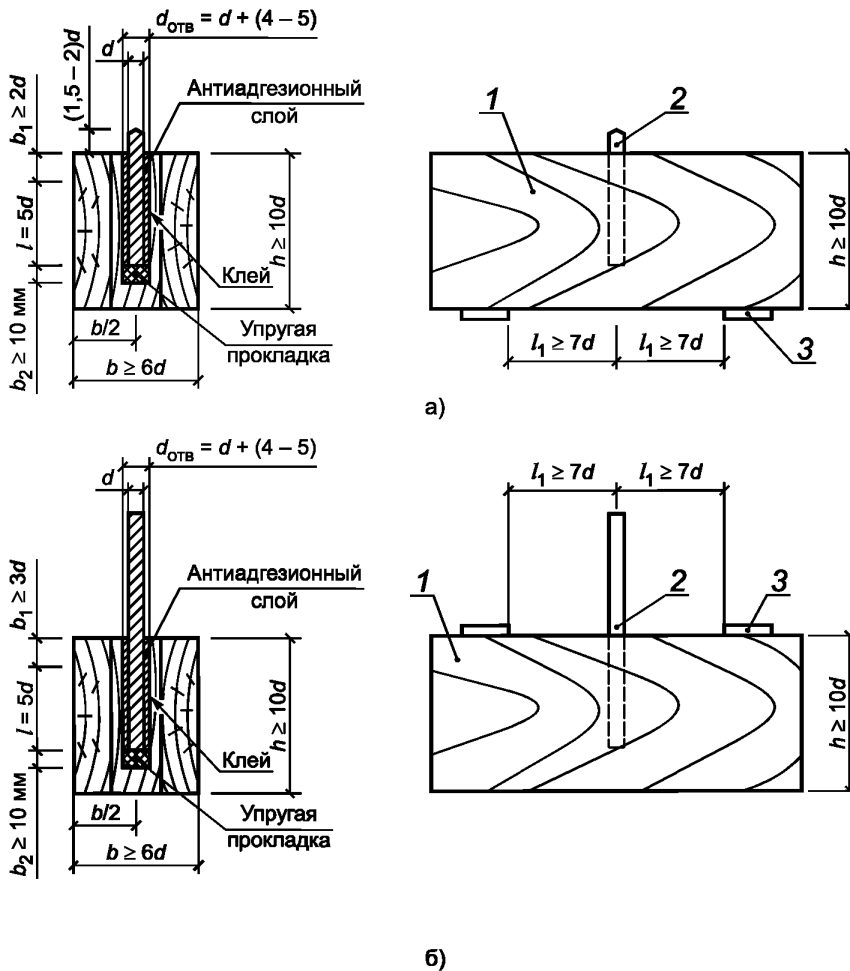 dотв = d + (4 – 5)
d
(1,5 – 2)d
b1 ≥ 2d
l = 5d
b2 ≥ 10 мм
Антиадгезионный
слой
h ≥ 10d
Клей
Упругая
прокладка
b/2
b ≥ 6d
1
2
h ≥ 10d
l1 ≥ 7d
l1 ≥ 7d
3
а)
dотв = d + (4 – 5)
d
b1 ≥ 3d
l = 5d
b2 ≥ 10 мм
Антиадгезионный
слой
h ≥ 10d
Клей
Упругая
прокладка
b/2
b ≥ 6d
l1 ≥ 7d
l1 ≥ 7d
1
2
3
h ≥ 10d
б)